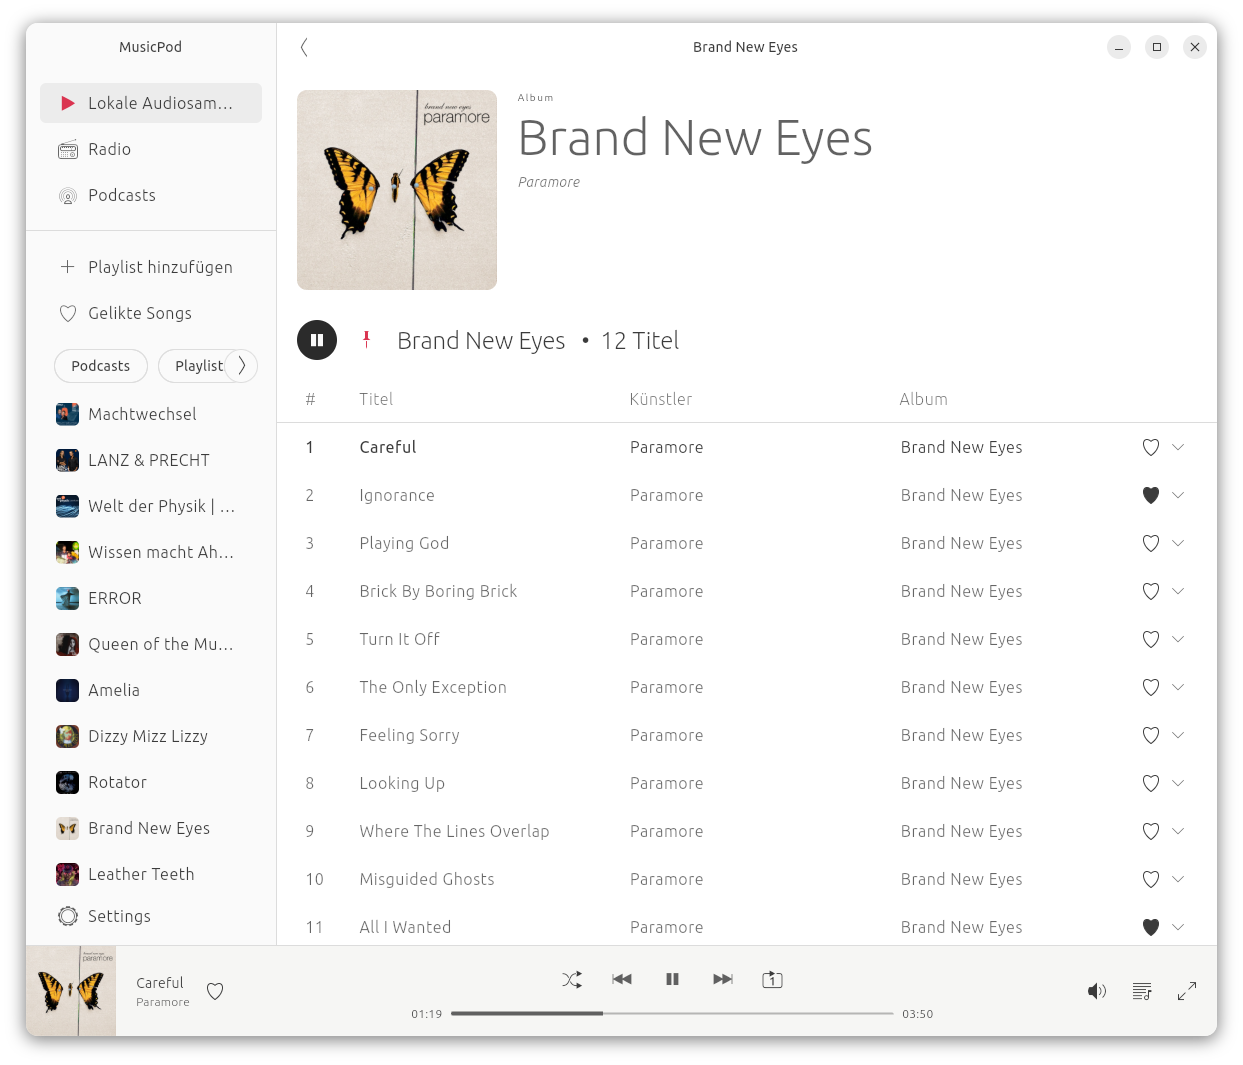 MusicPod
Brand New Eyes
Lokale Audiosam...
Radio
Podcasts
Playlist hinzufügen
Gelikte Songs
Podcasts
Playlist
Machtwechsel
LANZ & PRECHT
Welt der Physik | ...
Wissen macht Ah...
ERROR
Queen of the Mu...
Amelia
Dizzy Mizz Lizzy
Rotator
Brand New Eyes
Leather Teeth
Settings
brand new eyes
paramore
Album
Brand New Eyes
Paramore
Brand New Eyes • 12 Titel
# Titel Künstler Album
1 Careful Paramore Brand New Eyes
2 Ignorance Paramore Brand New Eyes
3 Playing God Paramore Brand New Eyes
4 Brick By Boring Brick Paramore Brand New Eyes
5 Turn It Off Paramore Brand New Eyes
6 The Only Exception Paramore Brand New Eyes
7 Feeling Sorry Paramore Brand New Eyes
8 Looking Up Paramore Brand New Eyes
9 Where The Lines Overlap Paramore Brand New Eyes
10 Misguided Ghosts Paramore Brand New Eyes
11 All I Wanted Paramore Brand New Eyes
brand new eyes
paramore
Careful
Paramore
1
01:19
03:50